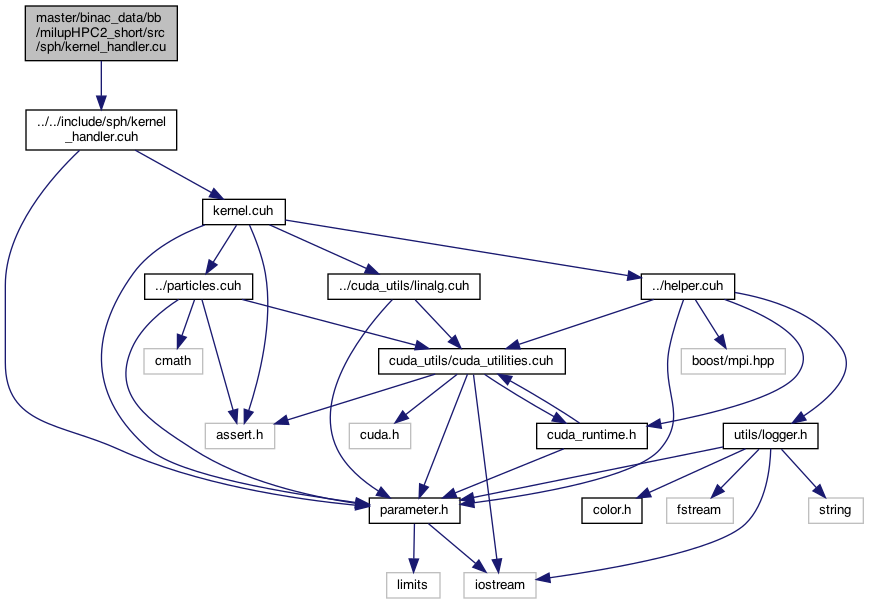 master/binac_data/bb
/milupHPC2_short/src
/sph/kernel_handler.cu
../../include/sph/kernel
_handler.cuh
kernel.cuh
../particles.cuh
../cuda_utils/linalg.cuh
../helper.cuh
cmath
cuda_utils/cuda_utilities.cuh
boost/mpi.hpp
assert.h
cuda.h
cuda_runtime.h
utils/logger.h
parameter.h
color.h
fstream
string
limits
iostream